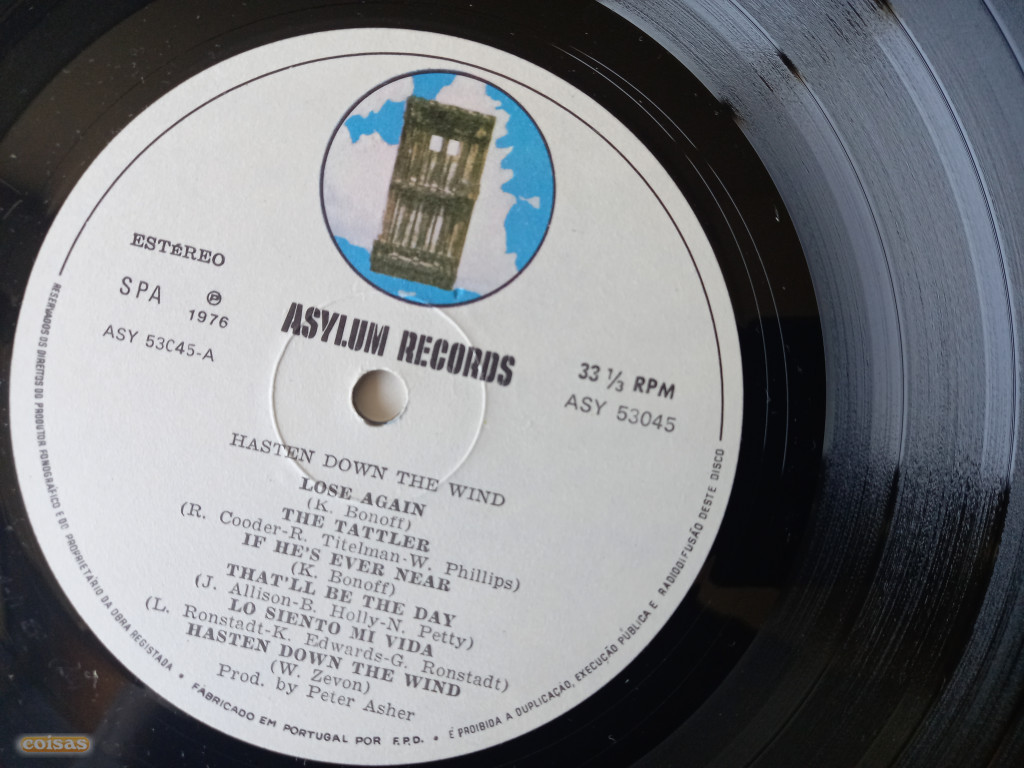 ESTÉREO
SPA
℗
1976
ASY 53045-A
ASYLUM RECORDS
33 1/3 RPM
ASY 53045
HASTEN DOWN THE WIND
LOSE AGAIN
(K. Bonoff)
THE TATTLER
(R. Cooder-R. Titelman-W. Phillips)
IF HE'S EVER NEAR
(K. Bonoff)
THAT'LL BE THE DAY
(J. Allison-B. Holly-N. Petty)
LO SIENTO MI VIDA
(L. Ronstadt-K. Edwards-G. Ronstadt)
HASTEN DOWN THE WIND
(W. Zevon)
Prod. by Peter Asher
RESERVADOS OS DIREITOS DO PRODUTOR FONOGRÁFICO E DO PROPRIETÁRIO DA OBRA REGISTADA • FABRICADO EM PORTUGAL POR F.P.D. • É PROIBIDA A DUPLICAÇÃO, EXECUÇÃO PÚBLICA E RADIODIFUSÃO DESTE DISCO
coisas